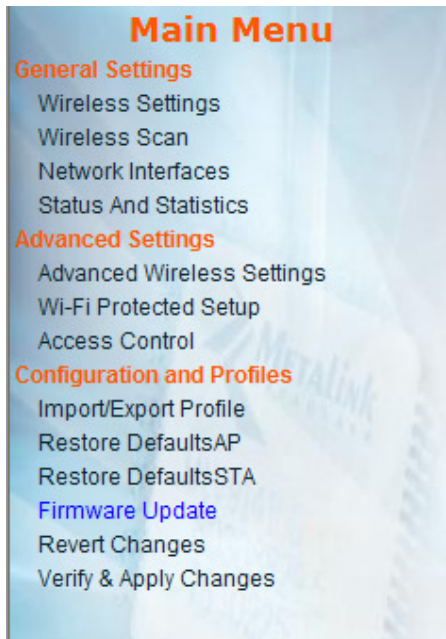 Main Menu
General Settings
Wireless Settings
Wireless Scan
Network Interfaces
Status And Statistics
Advanced Settings
Advanced Wireless Settings
Wi-Fi Protected Setup
Access Control
METALINK
Configuration and Profiles
Import/Export Profile
Restore DefaultsAP
Restore DefaultsSTA
Firmware Update
Revert Changes
Verify & Apply Changes